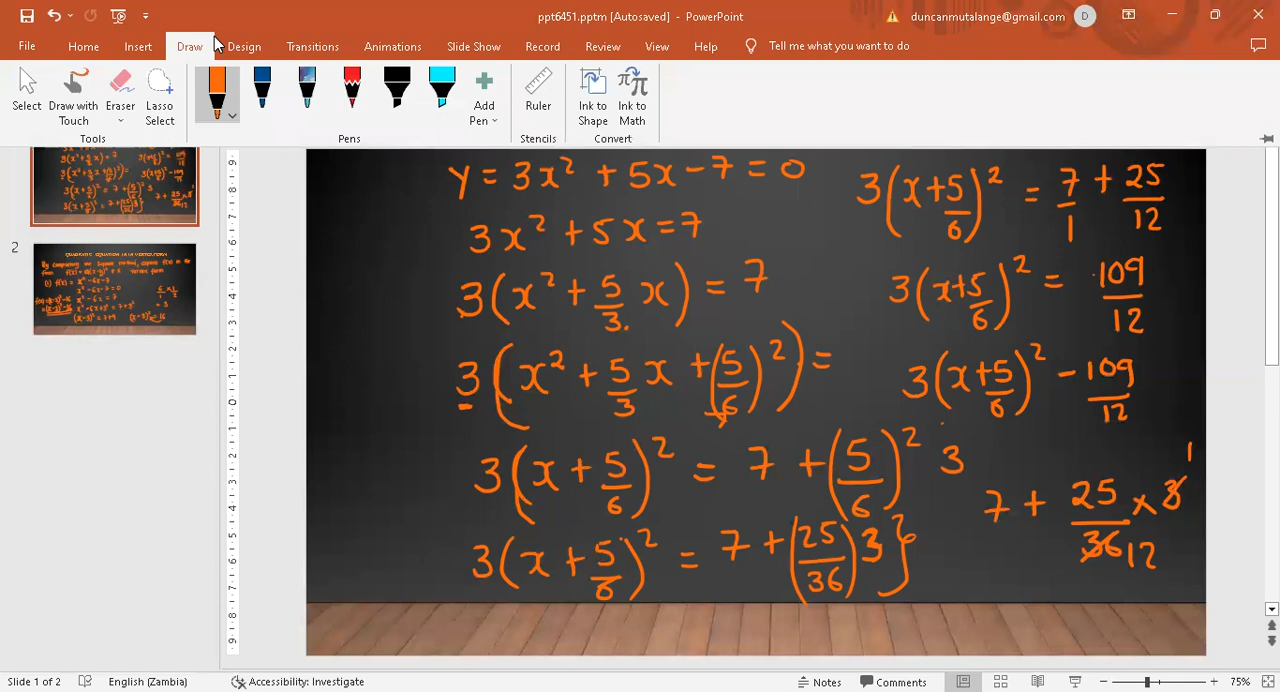 ppt6451.pptm [Autosaved] - PowerPoint
duncanmutalange@gmail.com
D
File Home Insert Draw Design Transitions Animations Slide Show Record Review View Help Tell me what you want to do
Select
Draw with Touch
Eraser
Lasso Select
Add Pen
Ruler
Ink to Shape
Ink to Math
Tools
Pens
Stencils
Convert
2
y = 3x² + 5x - 7 = 0
3x² + 5x = 7
3(x² + 5/3 x) = 7
3(x² + 5/3 x + (5/6)²) =
3(x + 5/6)² = 7 + (5/6)² 3
3(x + 5/6)² = 7 + (25/36) 3}
3(x + 5/6)² = 7/1 + 25/12
3(x + 5/6)² = 109/12
3(x + 5/6)² - 109/12
7 + 25/36 12 × 3 1
Slide 1 of 2
English (Zambia)
Accessibility: Investigate
Notes
Comments
75%